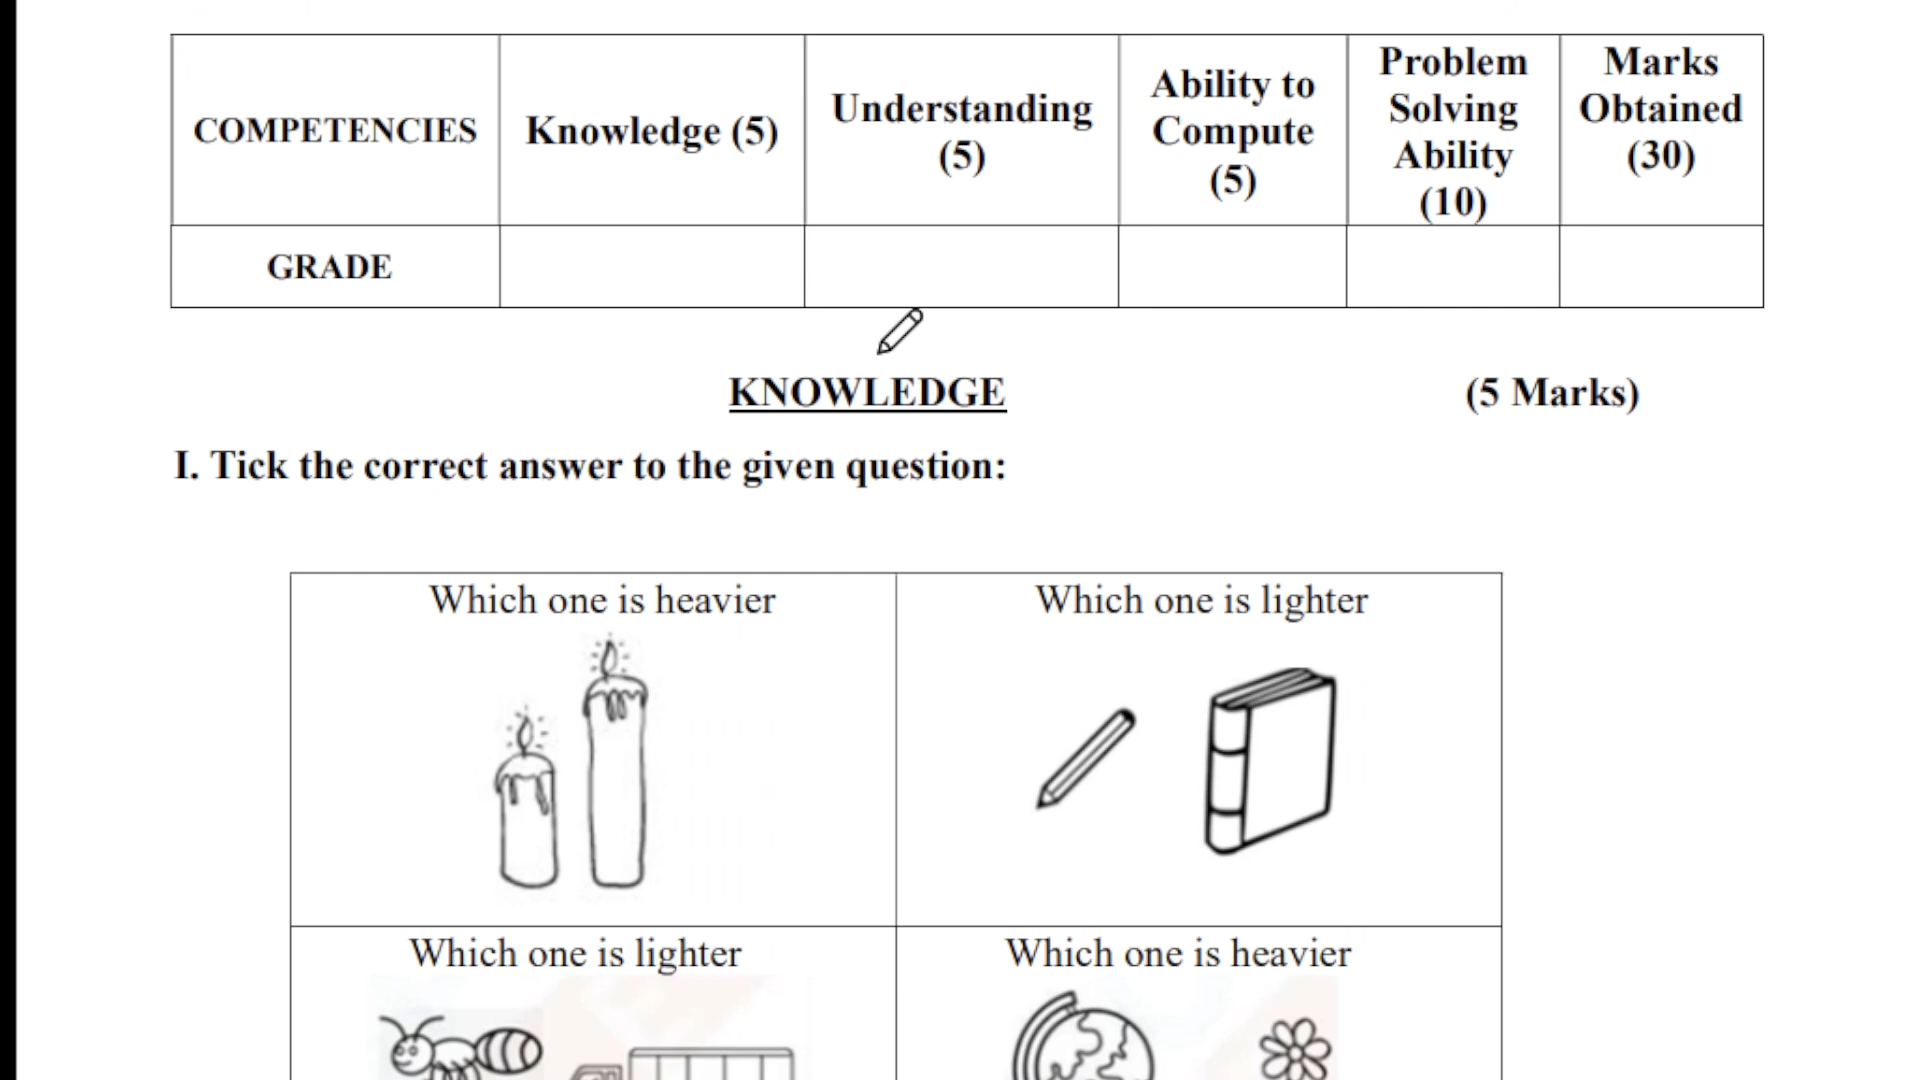 COMPETENCIES
Knowledge (5)
Understanding
(5)
Ability to
Compute
(5)
Problem
Solving
Ability
(10)
Marks
Obtained
(30)
GRADE
KNOWLEDGE
(5 Marks)
I. Tick the correct answer to the given question:
Which one is heavier
Which one is lighter
Which one is lighter
Which one is heavier